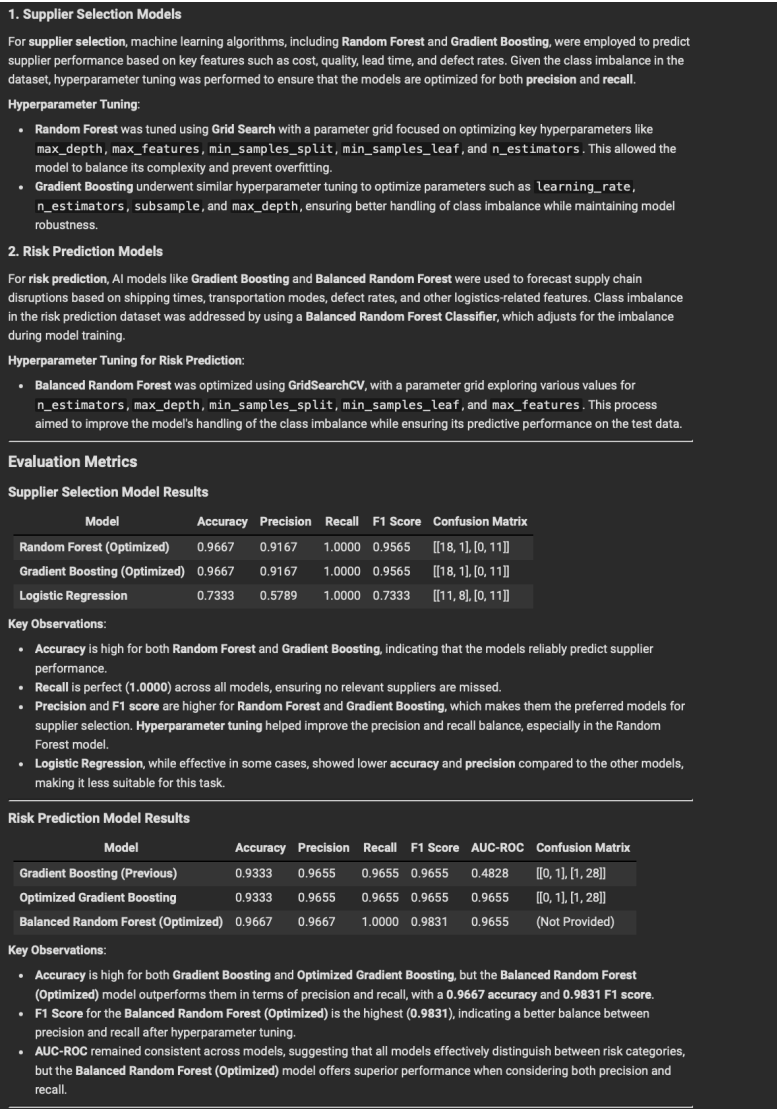 1. Supplier Selection Models
For supplier selection, machine learning algorithms, including Random Forest and Gradient Boosting, were employed to predict
supplier performance based on key features such as cost, quality, lead time, and defect rates. Given the class imbalance in the
dataset, hyperparameter tuning was performed to ensure that the models are optimized for both precision and recall.
Hyperparameter Tuning:
• Random Forest was tuned using Grid Search with a parameter grid focused on optimizing key hyperparameters like
max_depth, max_features, min_samples_split, min_samples_leaf, and n_estimators. This allowed the
model to balance its complexity and prevent overfitting.
• Gradient Boosting underwent similar hyperparameter tuning to optimize parameters such as learning_rate,
n_estimators, subsample, and max_depth, ensuring better handling of class imbalance while maintaining model
robustness.
2. Risk Prediction Models
For risk prediction, AI models like Gradient Boosting and Balanced Random Forest were used to forecast supply chain
disruptions based on shipping times, transportation modes, defect rates, and other logistics-related features. Class imbalance
in the risk prediction dataset was addressed by using a Balanced Random Forest Classifier, which adjusts for the imbalance
during model training.
Hyperparameter Tuning for Risk Prediction:
• Balanced Random Forest was optimized using GridSearchCV, with a parameter grid exploring various values for
n_estimators, max_depth, min_samples_split, min_samples_leaf, and max_features. This process
aimed to improve the model's handling of the class imbalance while ensuring its predictive performance on the test data.
Evaluation Metrics
Supplier Selection Model Results
Model Accuracy Precision Recall F1 Score Confusion Matrix
Random Forest (Optimized) 0.9667 0.9167 1.0000 0.9565 [[18, 1], [0, 11]]
Gradient Boosting (Optimized) 0.9667 0.9167 1.0000 0.9565 [[18, 1], [0, 11]]
Logistic Regression 0.7333 0.5789 1.0000 0.7333 [[11, 8], [0, 11]]
Key Observations:
• Accuracy is high for both Random Forest and Gradient Boosting, indicating that the models reliably predict supplier
performance.
• Recall is perfect (1.0000) across all models, ensuring no relevant suppliers are missed.
• Precision and F1 score are higher for Random Forest and Gradient Boosting, which makes them the preferred models for
supplier selection. Hyperparameter tuning helped improve the precision and recall balance, especially in the Random
Forest model.
• Logistic Regression, while effective in some cases, showed lower accuracy and precision compared to the other models,
making it less suitable for this task.
Risk Prediction Model Results
Model Accuracy Precision Recall F1 Score AUC-ROC Confusion Matrix
Gradient Boosting (Previous) 0.9333 0.9655 0.9655 0.9655 0.4828 [[0, 1], [1, 28]]
Optimized Gradient Boosting 0.9333 0.9655 0.9655 0.9655 0.9655 [[0, 1], [1, 28]]
Balanced Random Forest (Optimized) 0.9667 0.9667 1.0000 0.9831 0.9655 (Not Provided)
Key Observations:
• Accuracy is high for both Gradient Boosting and Optimized Gradient Boosting, but the Balanced Random Forest
(Optimized) model outperforms them in terms of precision and recall, with a 0.9667 accuracy and 0.9831 F1 score.
• F1 Score for the Balanced Random Forest (Optimized) is the highest (0.9831), indicating a better balance between
precision and recall after hyperparameter tuning.
• AUC-ROC remained consistent across models, suggesting that all models effectively distinguish between risk categories,
but the Balanced Random Forest (Optimized) model offers superior performance when considering both precision and
recall.